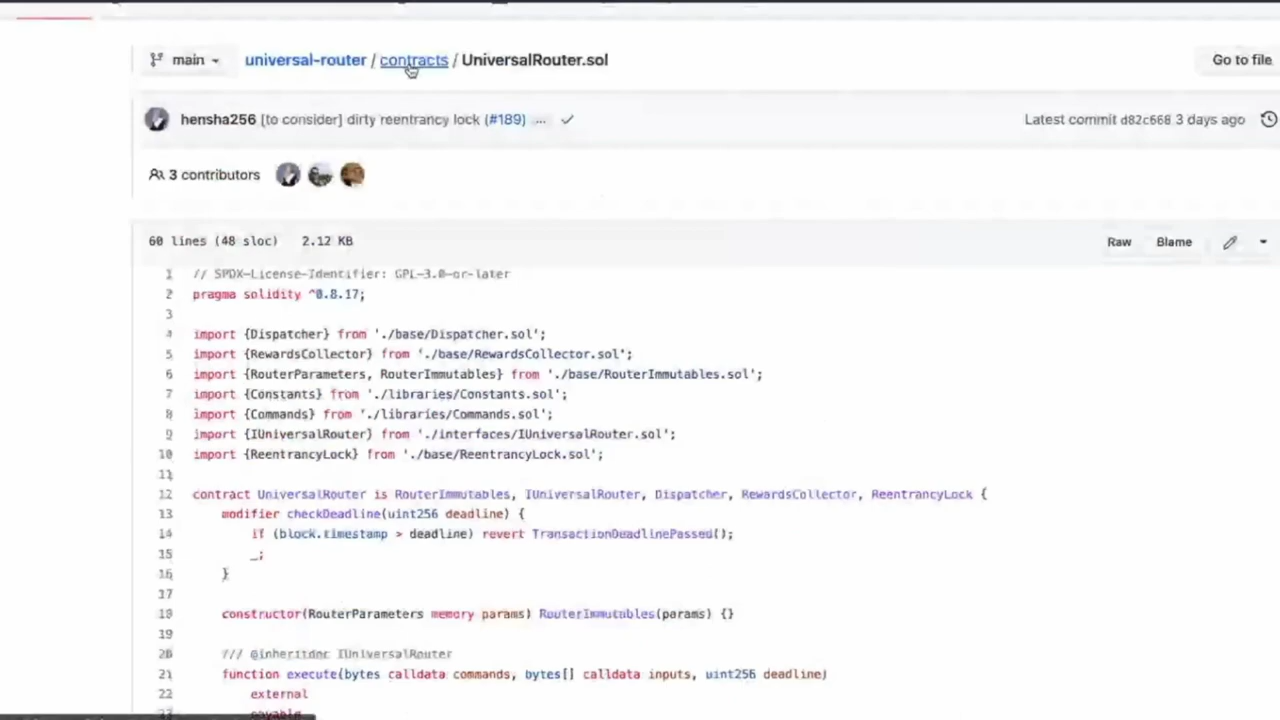 main
universal-router / contracts / UniversalRouter.sol
Go to file
hensha256 [to consider] dirty reentrancy lock (#189) ...
Latest commit d82c668 3 days ago
3 contributors
60 lines (48 sloc) 2.12 KB
Raw Blame
1 // SPDX-License-Identifier: GPL-3.0-or-later
2 pragma solidity ^0.8.17;
3
4 import {Dispatcher} from './base/Dispatcher.sol';
5 import {RewardsCollector} from './base/RewardsCollector.sol';
6 import {RouterParameters, RouterImmutables} from './base/RouterImmutables.sol';
7 import {Constants} from './libraries/Constants.sol';
8 import {Commands} from './libraries/Commands.sol';
9 import {IUniversalRouter} from './interfaces/IUniversalRouter.sol';
10 import {ReentrancyLock} from './base/ReentrancyLock.sol';
11
12 contract UniversalRouter is RouterImmutables, IUniversalRouter, Dispatcher, RewardsCollector, ReentrancyLock {
13 modifier checkDeadline(uint256 deadline) {
14 if (block.timestamp > deadline) revert TransactionDeadlinePassed();
15 _;
16 }
17
18 constructor(RouterParameters memory params) RouterImmutables(params) {}
19
20 /// @inheritdoc IUniversalRouter
21 function execute(bytes calldata commands, bytes[] calldata inputs, uint256 deadline)
22 external
23 payable